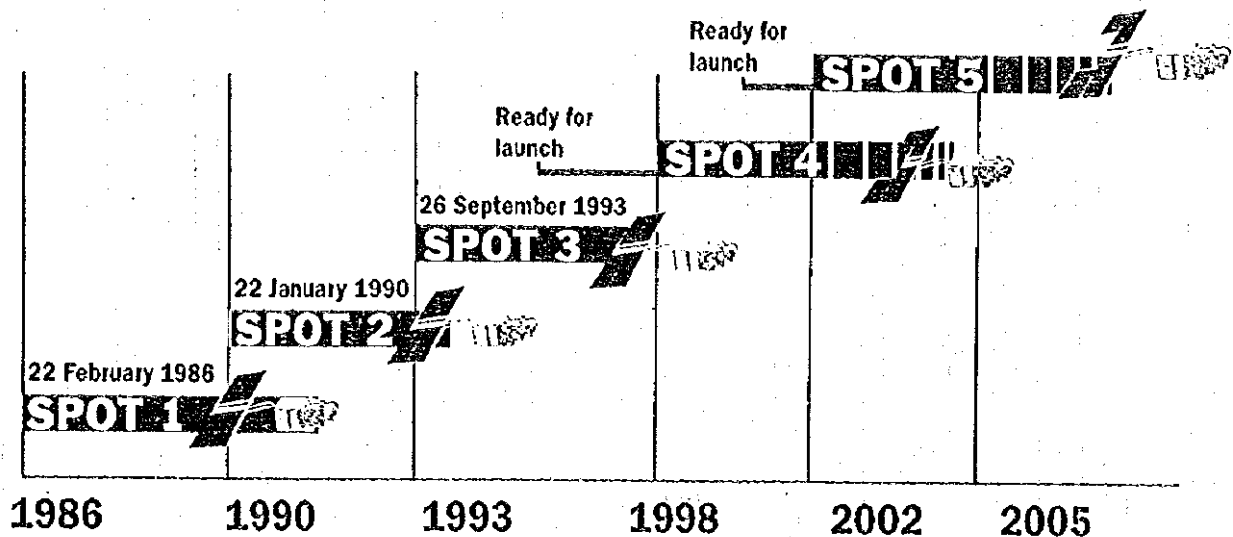 Ready for
launch
SPOT 5
Ready for
launch
SPOT 4
26 September 1993
SPOT 3
22 January 1990
SPOT 2
22 February 1986
SPOT 1
1986 1990 1993 1998 2002 2005